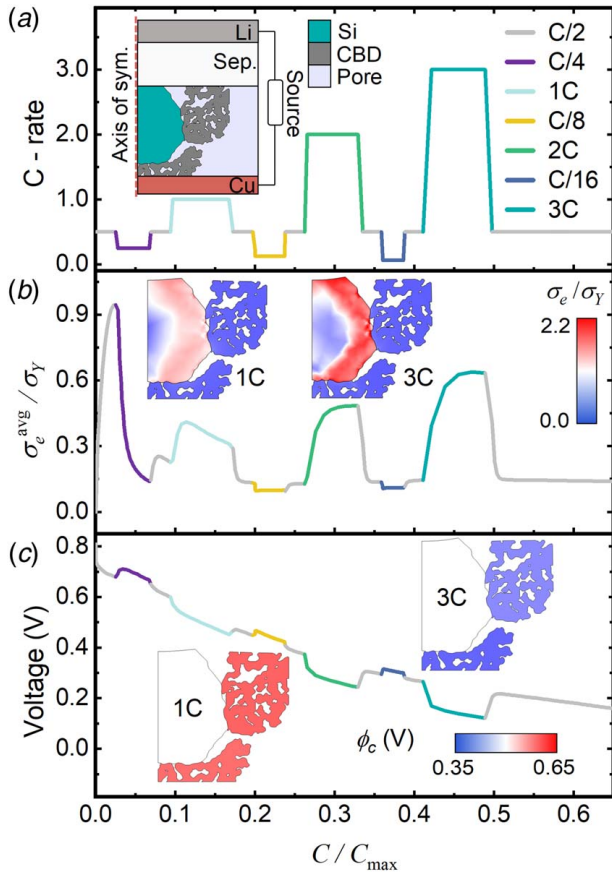 (a)
Axis of sym.
Li
Sep.
Cu
Source
Si
CBD
Pore
C/2
C/4
1C
C/8
2C
C/16
3C
C - rate
3.0
2.0
1.0
0.0
(b)
1C
3C
σe/σY
2.2
0.0
σe^avg/σY
0.9
0.6
0.3
0.0
(c)
1C
3C
ϕc (V)
0.35
0.65
Voltage (V)
0.8
0.6
0.4
0.2
0.0
0.0
0.1
0.2
0.3
0.4
0.5
0.6
C / Cmax